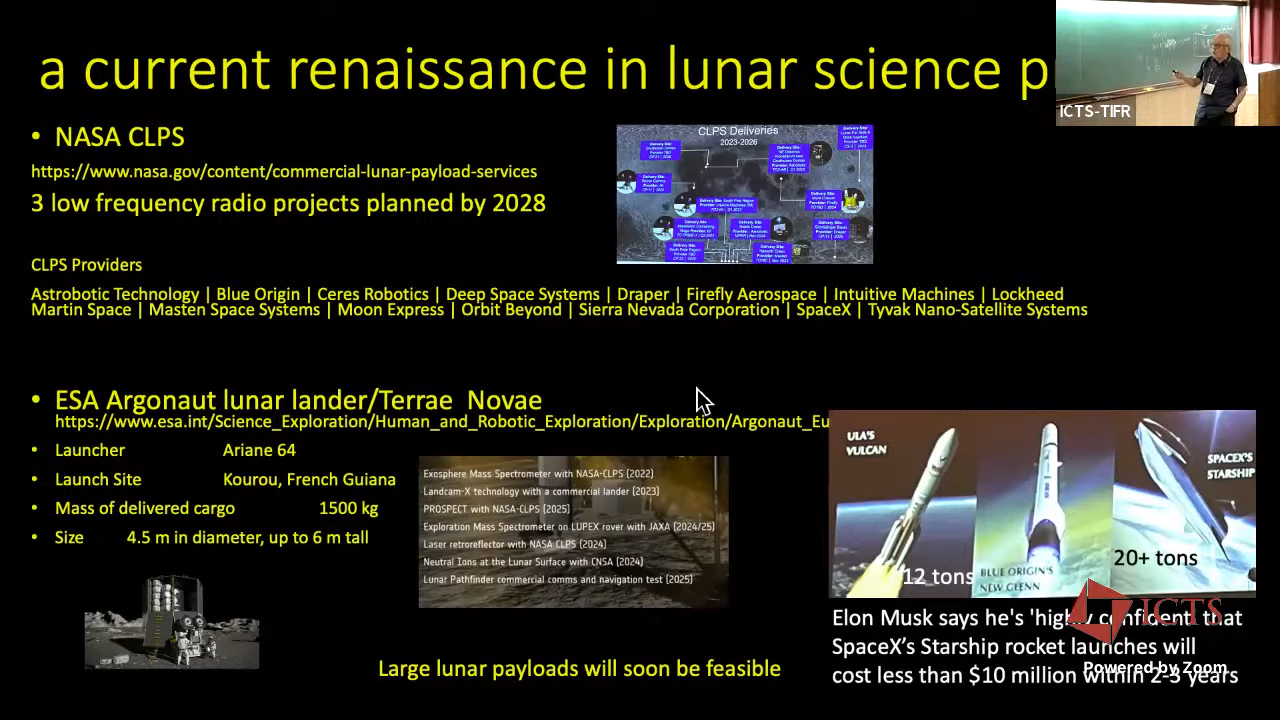 a current renaissance in lunar science p
ICTS-TIFR
• NASA CLPS
https://www.nasa.gov/content/commercial-lunar-payload-services
3 low frequency radio projects planned by 2028
CLPS Deliveries
2023-2026
CLPS Providers
Astrobotic Technology | Blue Origin | Ceres Robotics | Deep Space Systems | Draper | Firefly Aerospace | Intuitive Machines | Lockheed
Martin Space | Masten Space Systems | Moon Express | Orbit Beyond | Sierra Nevada Corporation | SpaceX | Tyvak Nano-Satellite Systems
• ESA Argonaut lunar lander/Terrae Novae
https://www.esa.int/Science_Exploration/Human_and_Robotic_Exploration/Exploration/Argonaut_Eu
• Launcher Ariane 64
• Launch Site Kourou, French Guiana
• Mass of delivered cargo 1500 kg
• Size 4.5 m in diameter, up to 6 m tall
Exosphere Mass Spectrometer with NASA-CLPS (2022)
Landcam-X technology with a commercial lander (2023)
PROSPECT with NASA-CLPS (2025)
Exploration Mass Spectrometer on LUPEX rover with JAXA (2024/25)
Laser retroreflector with NASA CLPS (2024)
Neutral Ions at the Lunar Surface with CNSA (2024)
Lunar Pathfinder commercial comms and navigation test (2025)
ULA'S
VULCAN
SPACEX'S
STARSHIP
12 tons
BLUE ORIGIN'S
NEW GLENN
20+ tons
Elon Musk says he's 'highly confident' that
SpaceX's Starship rocket launches will
cost less than $10 million within 2-3 years
ICTS
Powered by Zoom
Large lunar payloads will soon be feasible